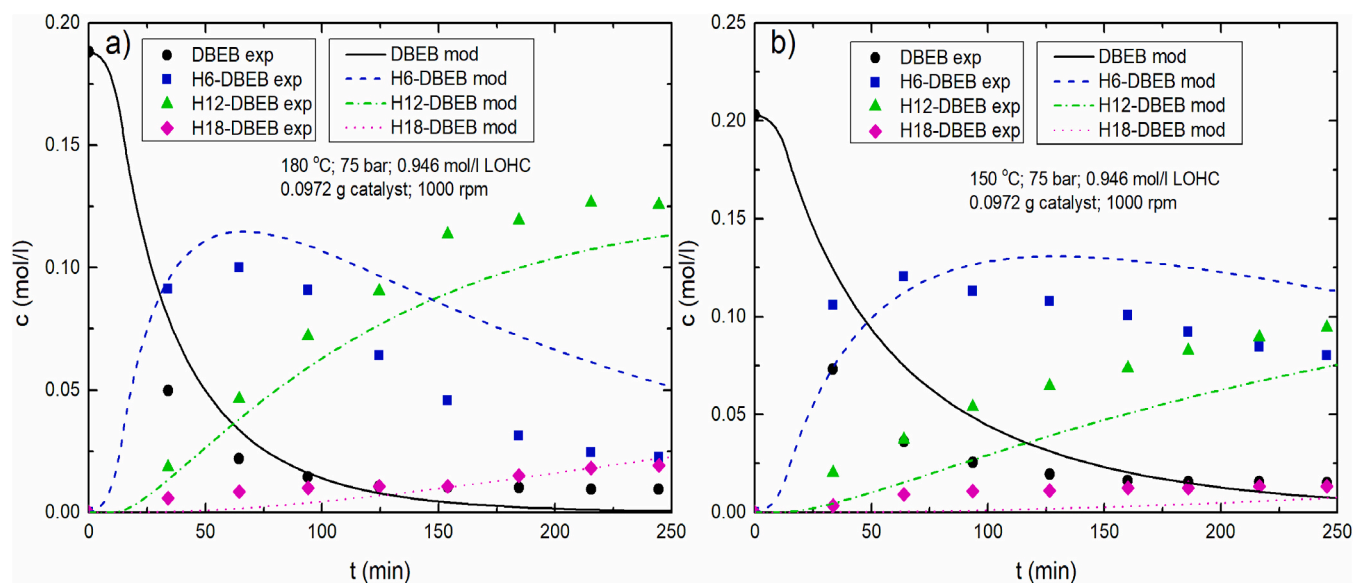 a)
DBEB exp
H6-DBEB exp
H12-DBEB exp
H18-DBEB exp
DBEB mod
H6-DBEB mod
H12-DBEB mod
H18-DBEB mod
180 °C; 75 bar; 0.946 mol/l LOHC
0.0972 g catalyst; 1000 rpm
0.20
0.15
0.10
0.05
0.00
c (mol/l)
0
50
100
150
200
250
t (min)
b)
DBEB exp
H6-DBEB exp
H12-DBEB exp
H18-DBEB exp
DBEB mod
H6-DBEB mod
H12-DBEB mod
H18-DBEB mod
150 °C; 75 bar; 0.946 mol/l LOHC
0.0972 g catalyst; 1000 rpm
0.25
0.20
0.15
0.10
0.05
0.00
c (mol/l)
0
50
100
150
200
250
t (min)